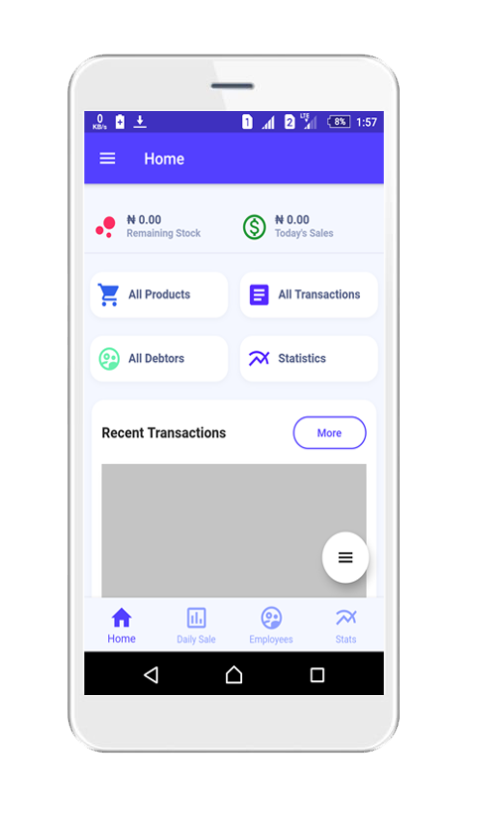 0
KB/s
1
2
LTE
8%
1:57
Home
₦ 0.00
Remaining Stock
₦ 0.00
Today's Sales
All Products
All Transactions
All Debtors
Statistics
Recent Transactions
More
Home
Daily Sale
Employees
Stats